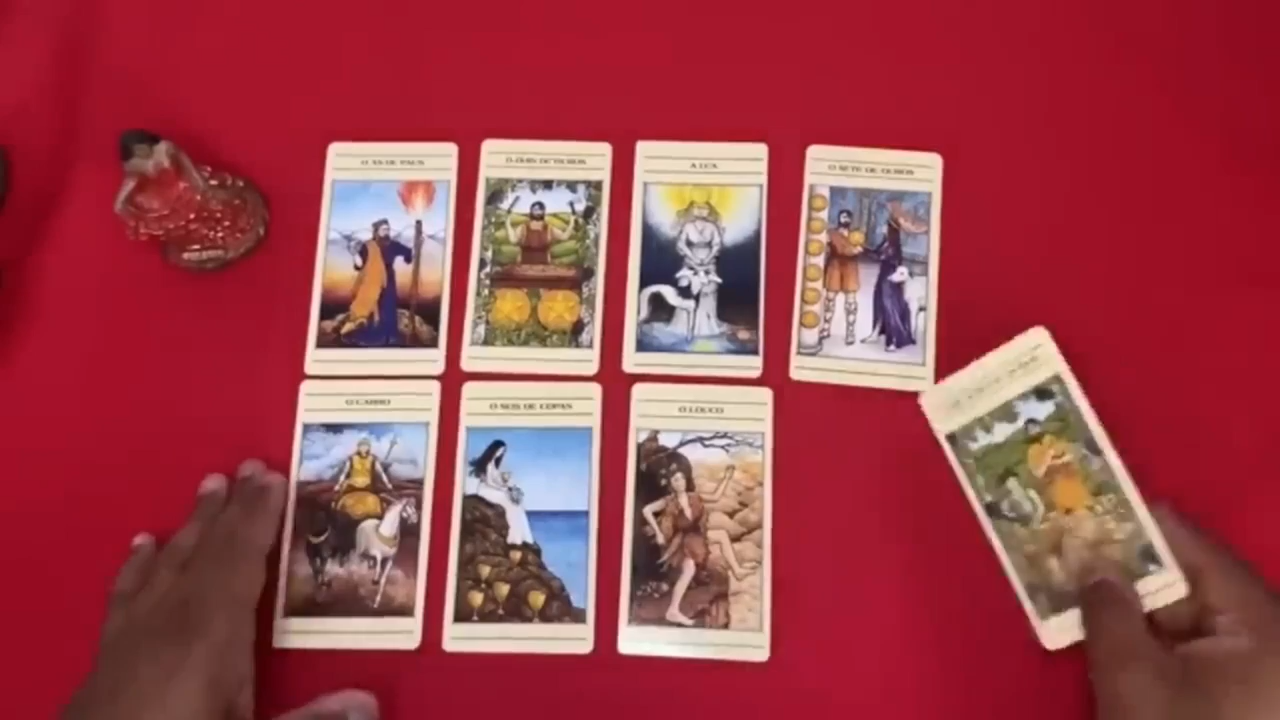 O ÁS DE PAUS
O DOIS DE OUROS
A LUA
O SETE DE OUROS
O CARRO
O SEIS DE COPAS
O LOUCO